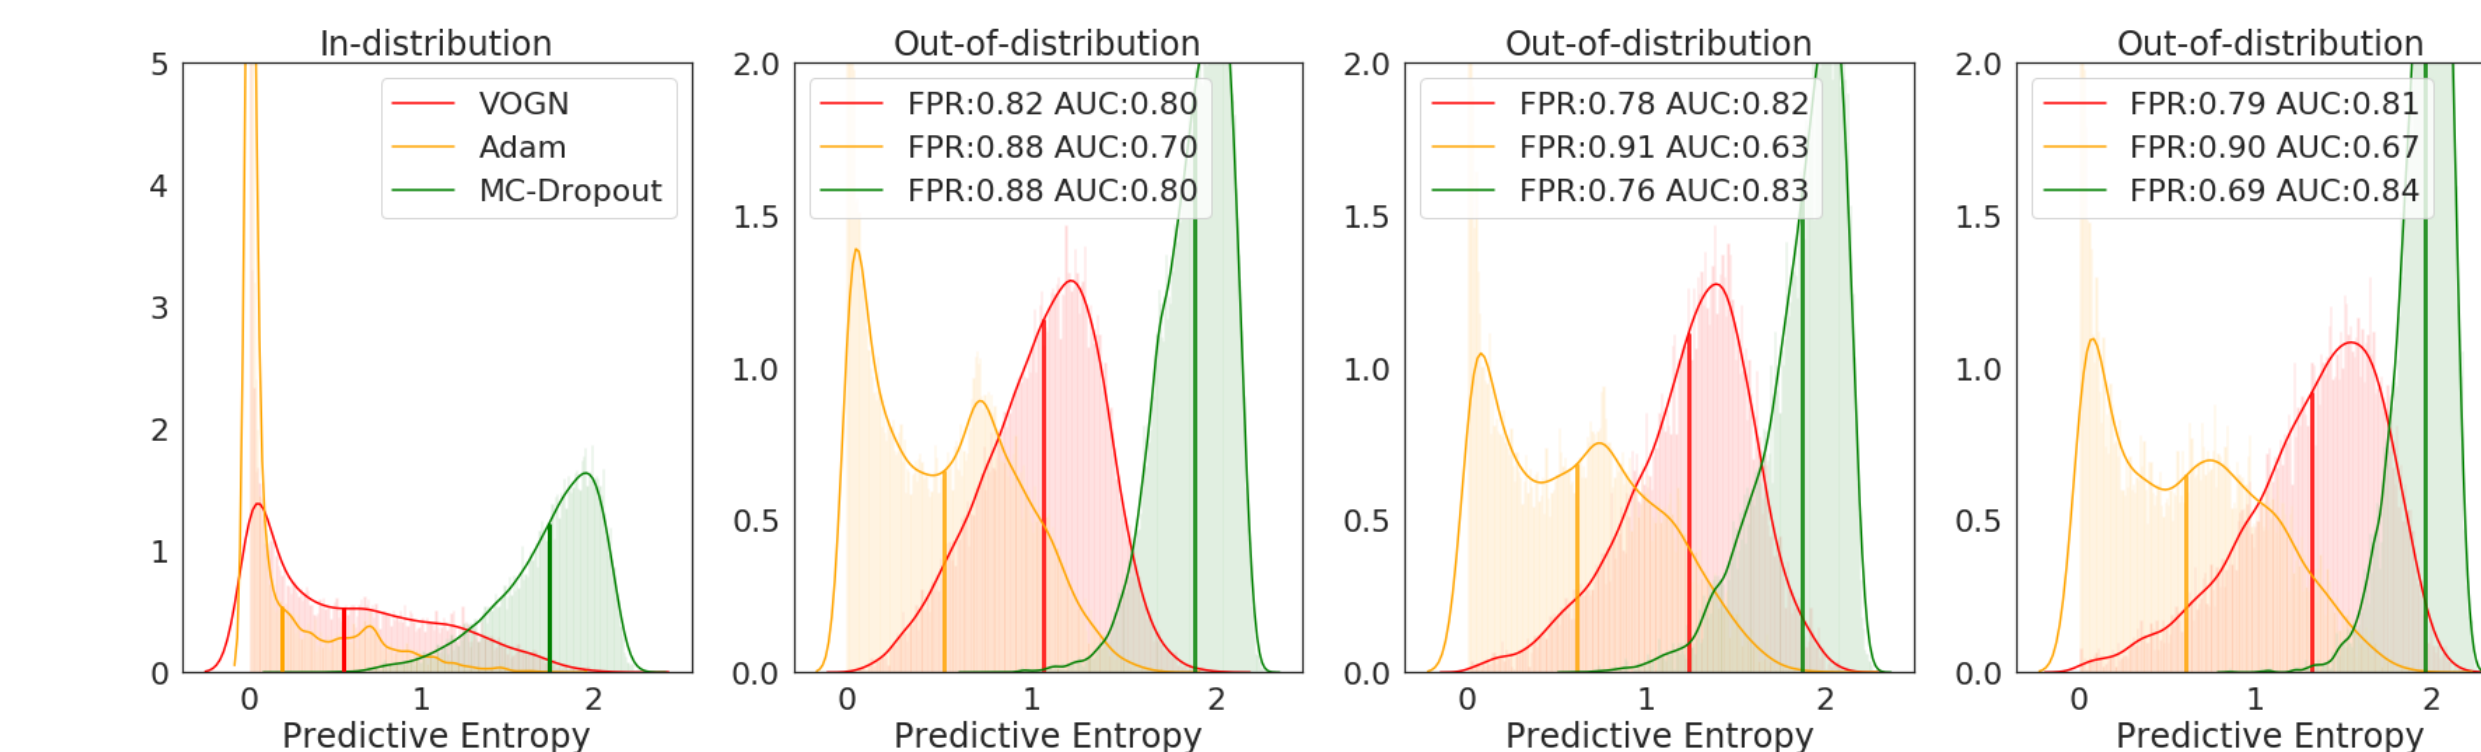 In-distribution
5
4
3
2
1
0
VOGN
Adam
MC-Dropout
0 1 2
Predictive Entropy
Out-of-distribution
2.0
1.5
1.0
0.5
0.0
FPR:0.82 AUC:0.80
FPR:0.88 AUC:0.70
FPR:0.88 AUC:0.80
0 1 2
Predictive Entropy
Out-of-distribution
2.0
1.5
1.0
0.5
0.0
FPR:0.78 AUC:0.82
FPR:0.91 AUC:0.63
FPR:0.76 AUC:0.83
0 1 2
Predictive Entropy
Out-of-distribution
2.0
1.5
1.0
0.5
0.0
FPR:0.79 AUC:0.81
FPR:0.90 AUC:0.67
FPR:0.69 AUC:0.84
0 1 2
Predictive Entropy